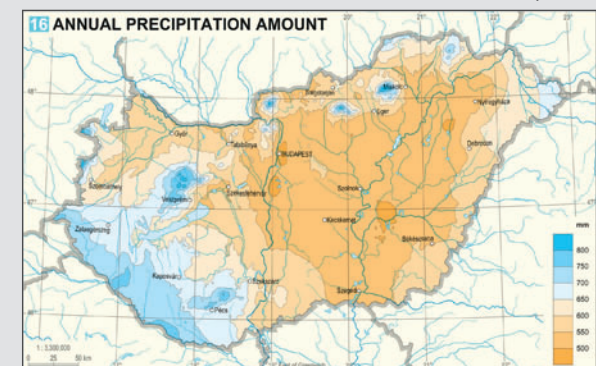 16 ANNUAL PRECIPITATION AMOUNT
Miskolc
Eger
Nyíregyháza
Győr
Tatabánya
BUDAPEST
Debrecen
Szombathely
Veszprém
Székesfehérvár
Szolnok
Zalaegerszeg
Kecskemét
Békéscsaba
Kaposvár
Szekszárd
Szeged
Pécs
mm
800
750
700
650
600
550
500
1 : 3,300,000
0 25 50 km